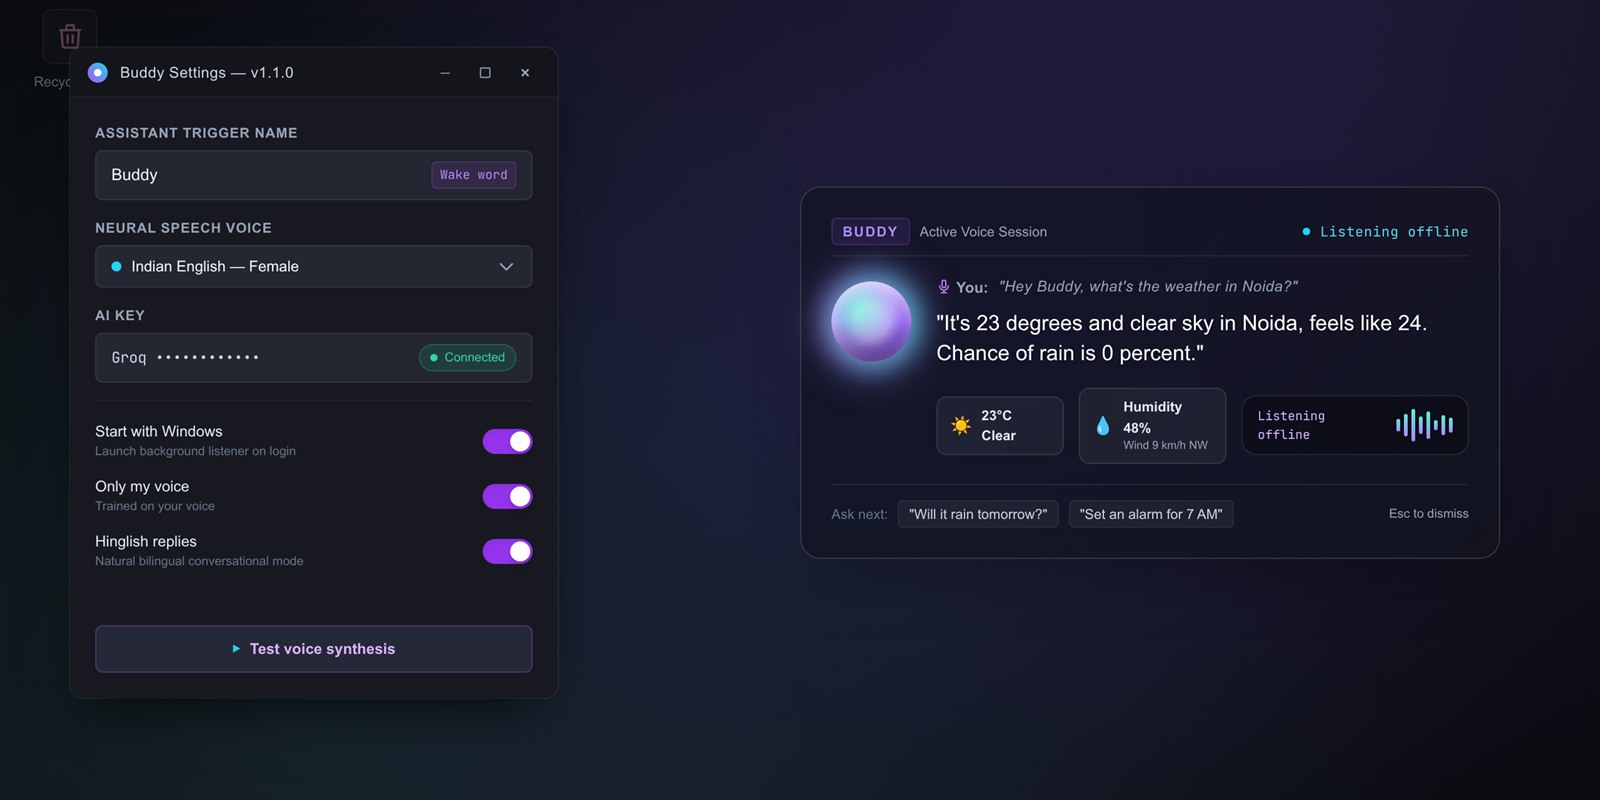 Recyc
Buddy Settings — v1.1.0
ASSISTANT TRIGGER NAME
Buddy
Wake word
NEURAL SPEECH VOICE
Indian English — Female
AI KEY
Groq ••••••••••••
Connected
Start with Windows
Launch background listener on login
Only my voice
Trained on your voice
Hinglish replies
Natural bilingual conversational mode
Test voice synthesis
BUDDY
Active Voice Session
Listening offline
You: "Hey Buddy, what's the weather in Noida?"
"It's 23 degrees and clear sky in Noida, feels like 24.
Chance of rain is 0 percent."
23°C
Clear
Humidity
48%
Wind 9 km/h NW
Listening
offline
Ask next:
"Will it rain tomorrow?"
"Set an alarm for 7 AM"
Esc to dismiss